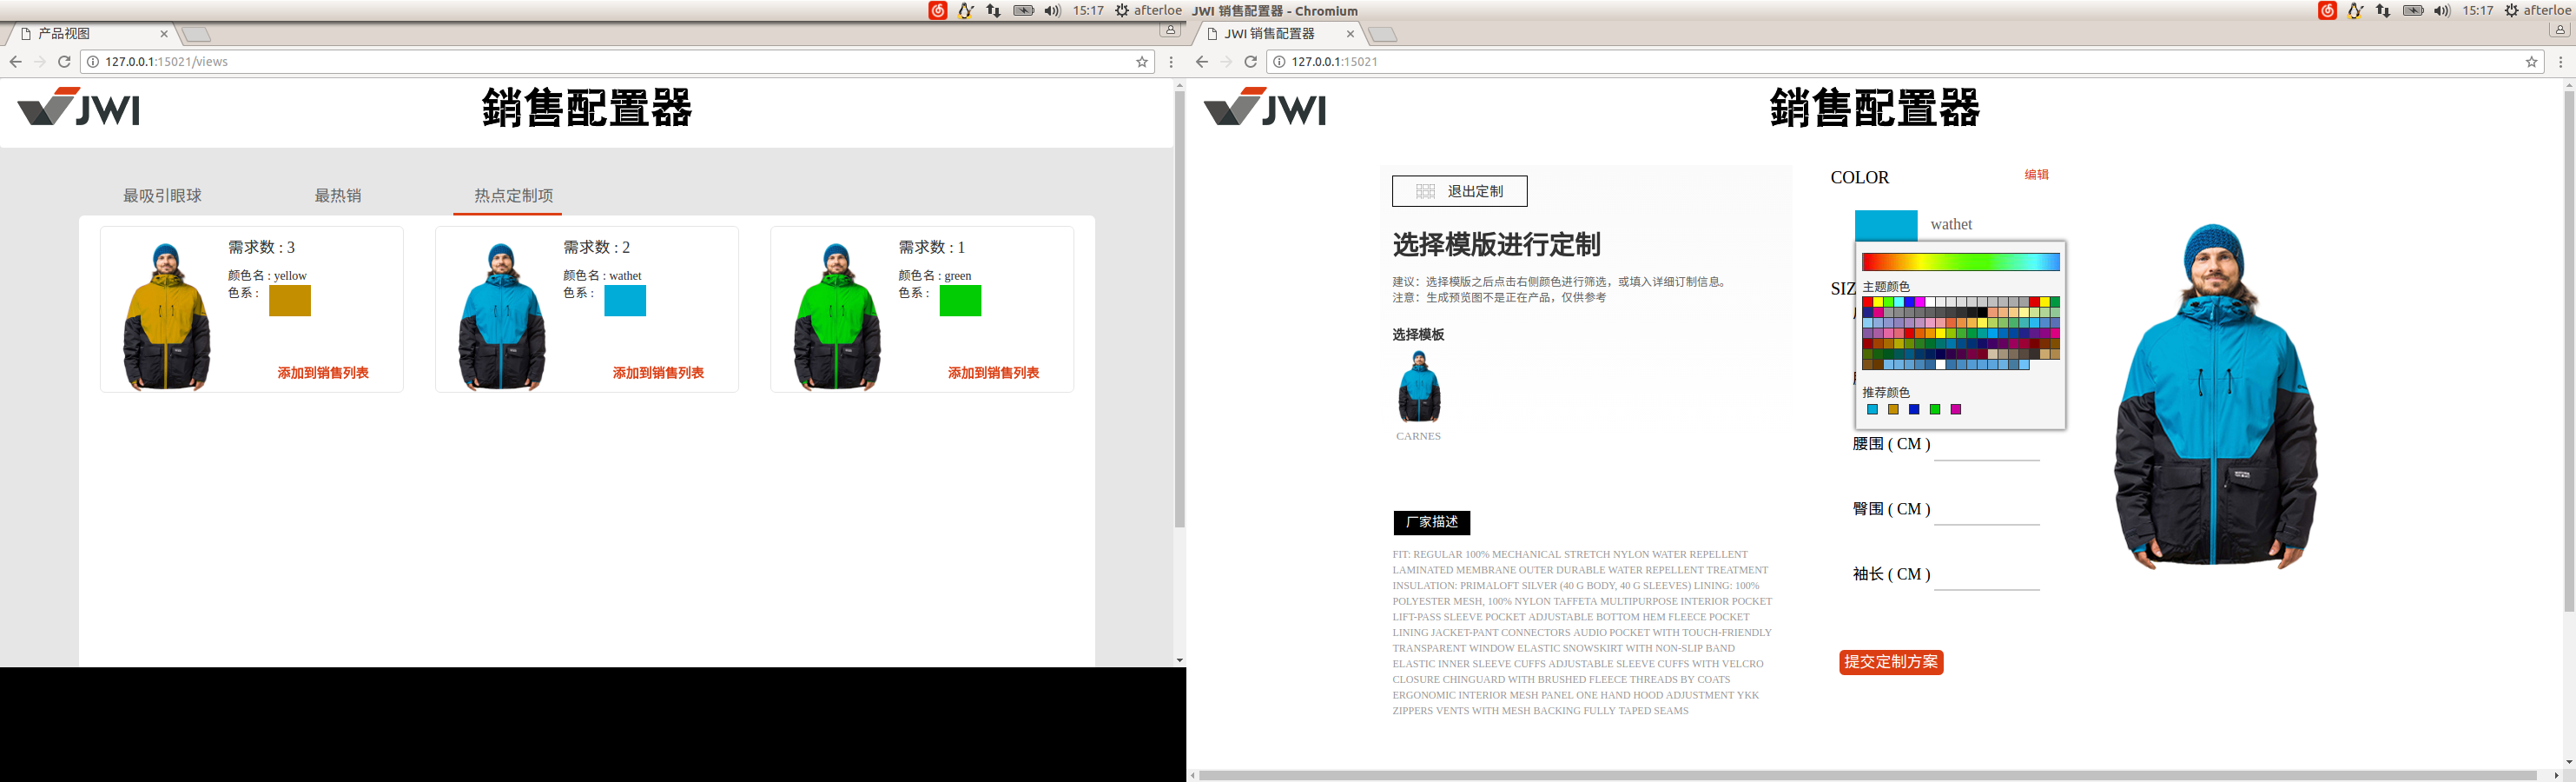 15:17
afterloe
产品视图
127.0.0.1:15021/views
JWI
銷售配置器
最吸引眼球
最热销
热点定制项
需求数 : 3
颜色名 : yellow
色系 :
添加到销售列表
需求数 : 2
颜色名 : wathet
色系 :
添加到销售列表
需求数 : 1
颜色名 : green
色系 :
添加到销售列表
JWI 销售配置器 - Chromium
15:17
afterloe
JWI 销售配置器
127.0.0.1:15021
JWI
銷售配置器
退出定制
选择模版进行定制
建议：选择模版之后点击右侧颜色进行筛选，或填入详细订制信息。
注意：生成预览图不是正在产品，仅供参考
选择模板
CARNES
厂家描述
FIT: REGULAR 100% MECHANICAL STRETCH NYLON WATER REPELLENT
LAMINATED MEMBRANE OUTER DURABLE WATER REPELLENT TREATMENT
INSULATION: PRIMALOFT SILVER (40 G BODY, 40 G SLEEVES) LINING: 100%
POLYESTER MESH, 100% NYLON TAFFETA MULTIPURPOSE INTERIOR POCKET
LIFT-PASS SLEEVE POCKET ADJUSTABLE BOTTOM HEM FLEECE POCKET
LINING JACKET-PANT CONNECTORS AUDIO POCKET WITH TOUCH-FRIENDLY
TRANSPARENT WINDOW ELASTIC SNOWSKIRT WITH NON-SLIP BAND
ELASTIC INNER SLEEVE CUFFS ADJUSTABLE SLEEVE CUFFS WITH VELCRO
CLOSURE CHINGUARD WITH BRUSHED FLEECE THREADS BY COATS
ERGONOMIC INTERIOR MESH PANEL ONE HAND HOOD ADJUSTMENT YKK
ZIPPERS VENTS WITH MESH BACKING FULLY TAPED SEAMS
COLOR
编辑
wathet
SIZ
主题颜色
推荐颜色
腰围 ( CM )
臀围 ( CM )
袖长 ( CM )
提交定制方案